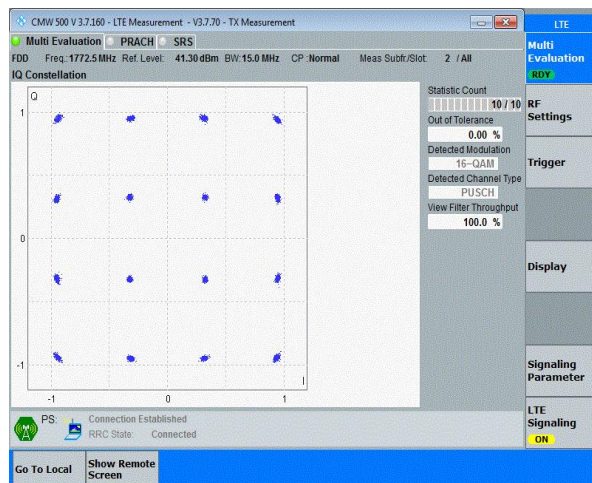 CMW 500 V 3.7.160 - LTE Measurement - V3.7.70 - TX Measurement
LTE
Multi Evaluation PRACH SRS
FDD Freq.:1772.5 MHz Ref. Level: 41.30 dBm BW:15.0 MHz CP :Normal Meas Subfr./Slot: 2 / All
IQ Constellation
Q
1
0
-1
I
-1 0 1
Statistic Count
10 / 10
Out of Tolerance
0.00 %
Detected Modulation
16-QAM
Detected Channel Type
PUSCH
View Filter Throughput
100.0 %
Multi
Evaluation
RDY
RF
Settings
Trigger
Display
Signaling
Parameter
LTE
Signaling
ON
PS: Connection Established
RRC State: Connected
Go To Local
Show Remote
Screen